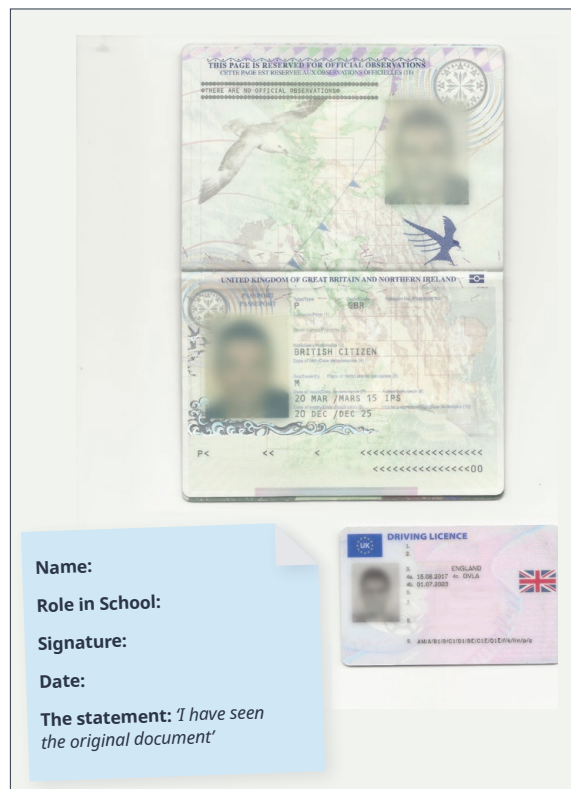 THIS PAGE IS RESERVED FOR OFFICIAL OBSERVATIONS
CETTE PAGE EST RESERVEE AUX OBSERVATIONS OFFICIELLES (11)
THERE ARE NO OFFICIAL OBSERVATIONS
UNITED KINGDOM OF GREAT BRITAIN AND NORTHERN IRELAND
PASSPORT
PASSEPORT
P GBR
BRITISH CITIZEN
M
20 MAR /MARS 15 IPS
20 DEC /DEC 25
P< << < <<<<<<<<<<<<<<<<<<<
<<<<<<<<<<<<<<<00
DRIVING LICENCE
UK
1.
2.
3. ENGLAND
4a. 15.08.2017 4c. DVLA
4b. 01.07.2023
5.
7.
8.
9. AM/A/B1/B/C1/D1/BE/C1E/D1E/f/k/l/n/p/q
Name:
Role in School:
Signature:
Date:
The statement: ‘I have seen
the original document’